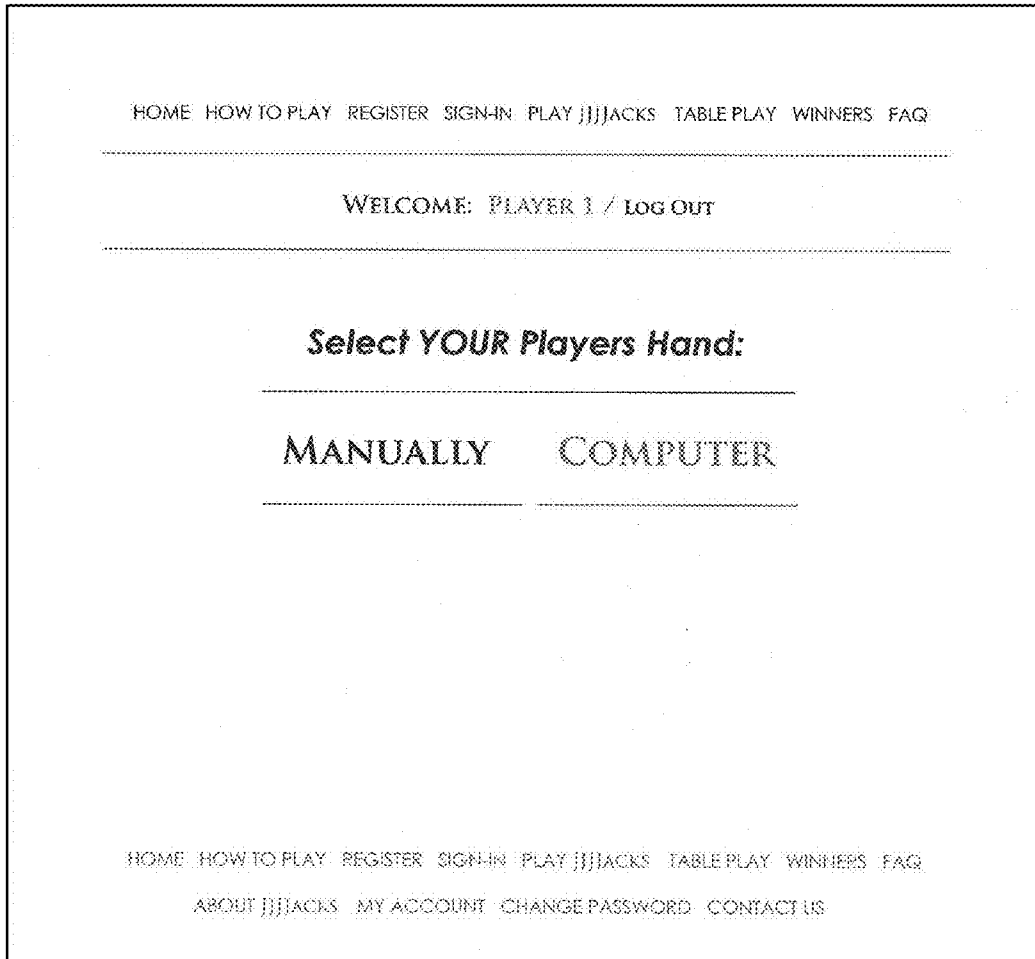 HOME HOW TO PLAY REGISTER SIGN-IN PLAY JJJJACKS TABLE PLAY WINNERS FAQ
WELCOME: PLAYER 1 / LOG OUT
Select YOUR Players Hand:
MANUALLY COMPUTER
HOME HOW TO PLAY REGISTER SIGN-IN PLAY JJJJACKS TABLE PLAY WINNERS FAQ
ABOUT JJJJACKS MY ACCOUNT CHANGE PASSWORD CONTACT US